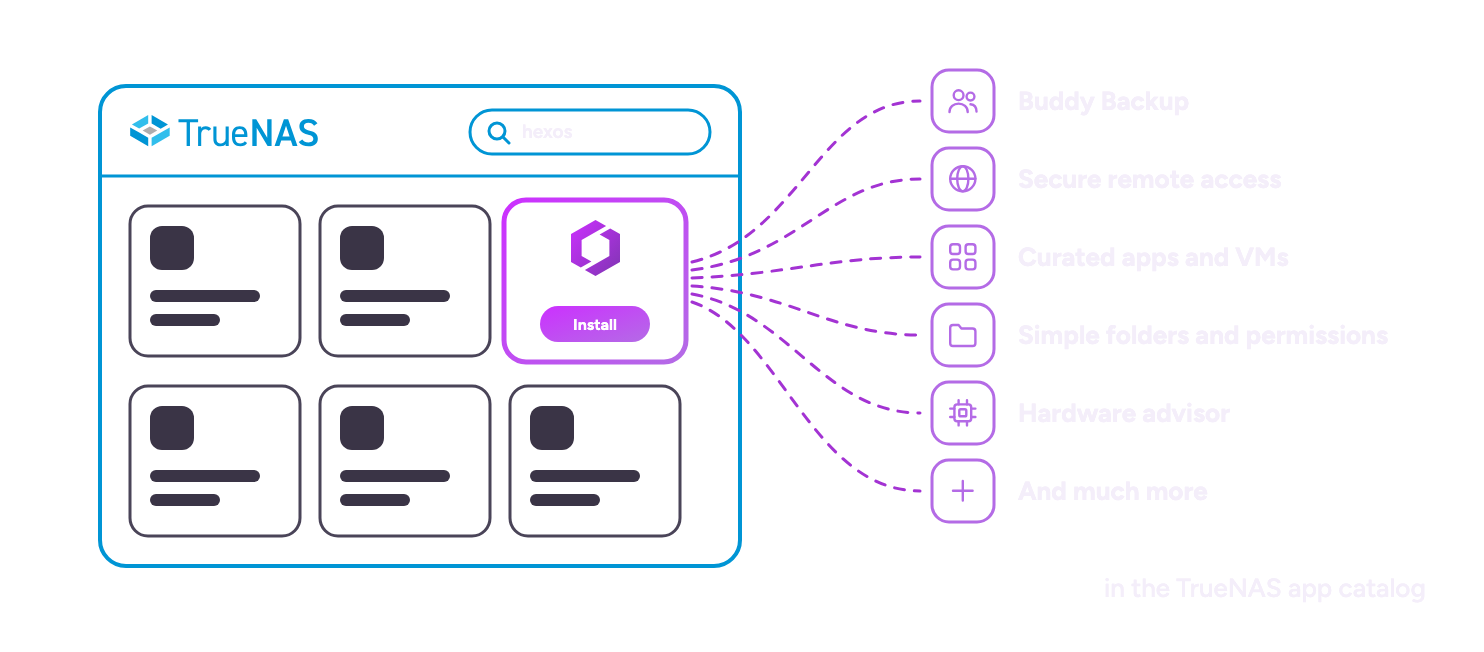 TrueNAS
hexos
Install
Buddy Backup
Secure remote access
Curated apps and VMs
Simple folders and permissions
Hardware advisor
And much more
in the TrueNAS app catalog